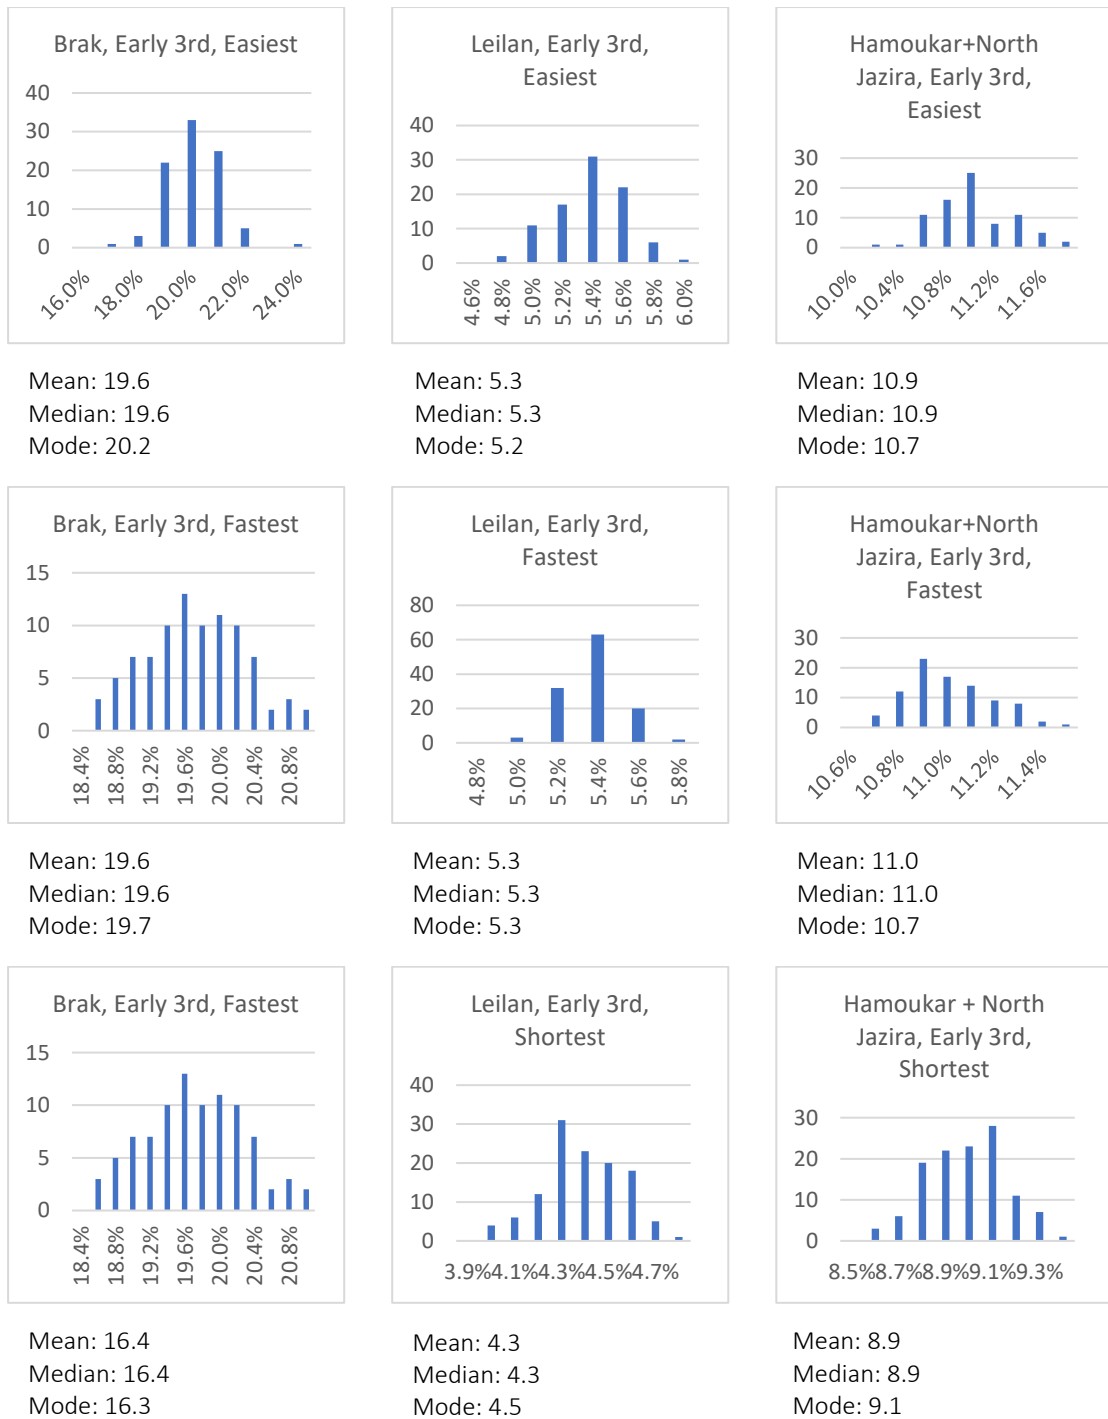 Brak, Early 3rd, Easiest
40
30
20
10
0
16.0% 18.0% 20.0% 22.0% 24.0%
Mean: 19.6
Median: 19.6
Mode: 20.2
Leilan, Early 3rd,
Easiest
40
30
20
10
0
4.6% 4.8% 5.0% 5.2% 5.4% 5.6% 5.8% 6.0%
Mean: 5.3
Median: 5.3
Mode: 5.2
Hamoukar+North
Jazira, Early 3rd,
Easiest
30
20
10
0
10.0% 10.4% 10.8% 11.2% 11.6%
Mean: 10.9
Median: 10.9
Mode: 10.7
Brak, Early 3rd, Fastest
15
10
5
0
18.4% 18.8% 19.2% 19.6% 20.0% 20.4% 20.8%
Mean: 19.6
Median: 19.6
Mode: 19.7
Leilan, Early 3rd,
Fastest
80
60
40
20
0
4.8% 5.0% 5.2% 5.4% 5.6% 5.8%
Mean: 5.3
Median: 5.3
Mode: 5.3
Hamoukar+North
Jazira, Early 3rd,
Fastest
30
20
10
0
10.6% 10.8% 11.0% 11.2% 11.4%
Mean: 11.0
Median: 11.0
Mode: 10.7
Brak, Early 3rd, Fastest
15
10
5
0
18.4% 18.8% 19.2% 19.6% 20.0% 20.4% 20.8%
Mean: 16.4
Median: 16.4
Mode: 16.3
Leilan, Early 3rd,
Shortest
40
30
20
10
0
3.9%4.1%4.3%4.5%4.7%
Mean: 4.3
Median: 4.3
Mode: 4.5
Hamoukar + North
Jazira, Early 3rd,
Shortest
30
20
10
0
8.5%8.7%8.9%9.1%9.3%
Mean: 8.9
Median: 8.9
Mode: 9.1